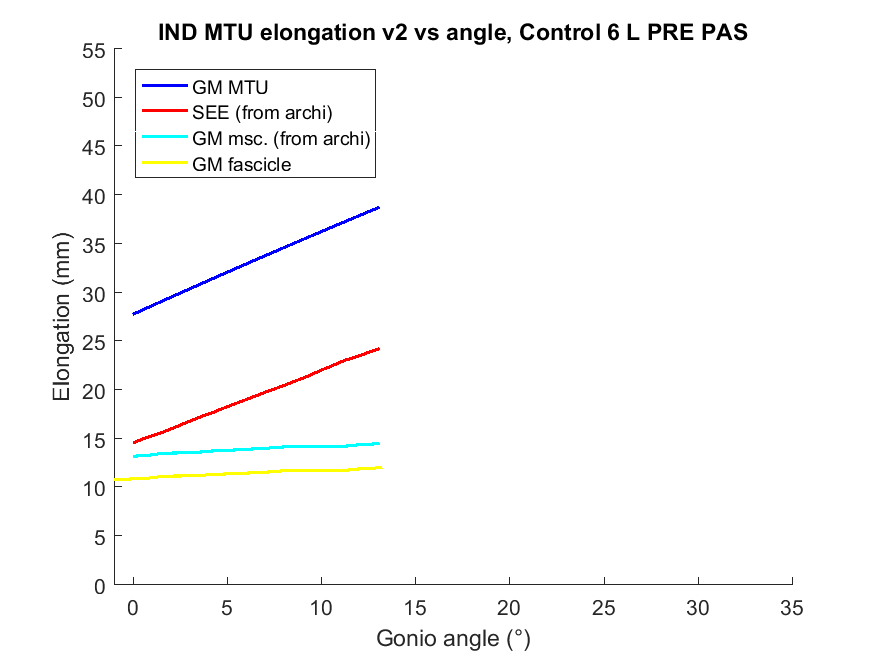 IND MTU elongation v2 vs angle, Control 6 L PRE PAS
GM MTU
SEE (from archi)
GM msc. (from archi)
GM fascicle
Elongation (mm)
55
50
45
40
35
30
25
20
15
10
5
0
0 5 10 15 20 25 30 35
Gonio angle (°)